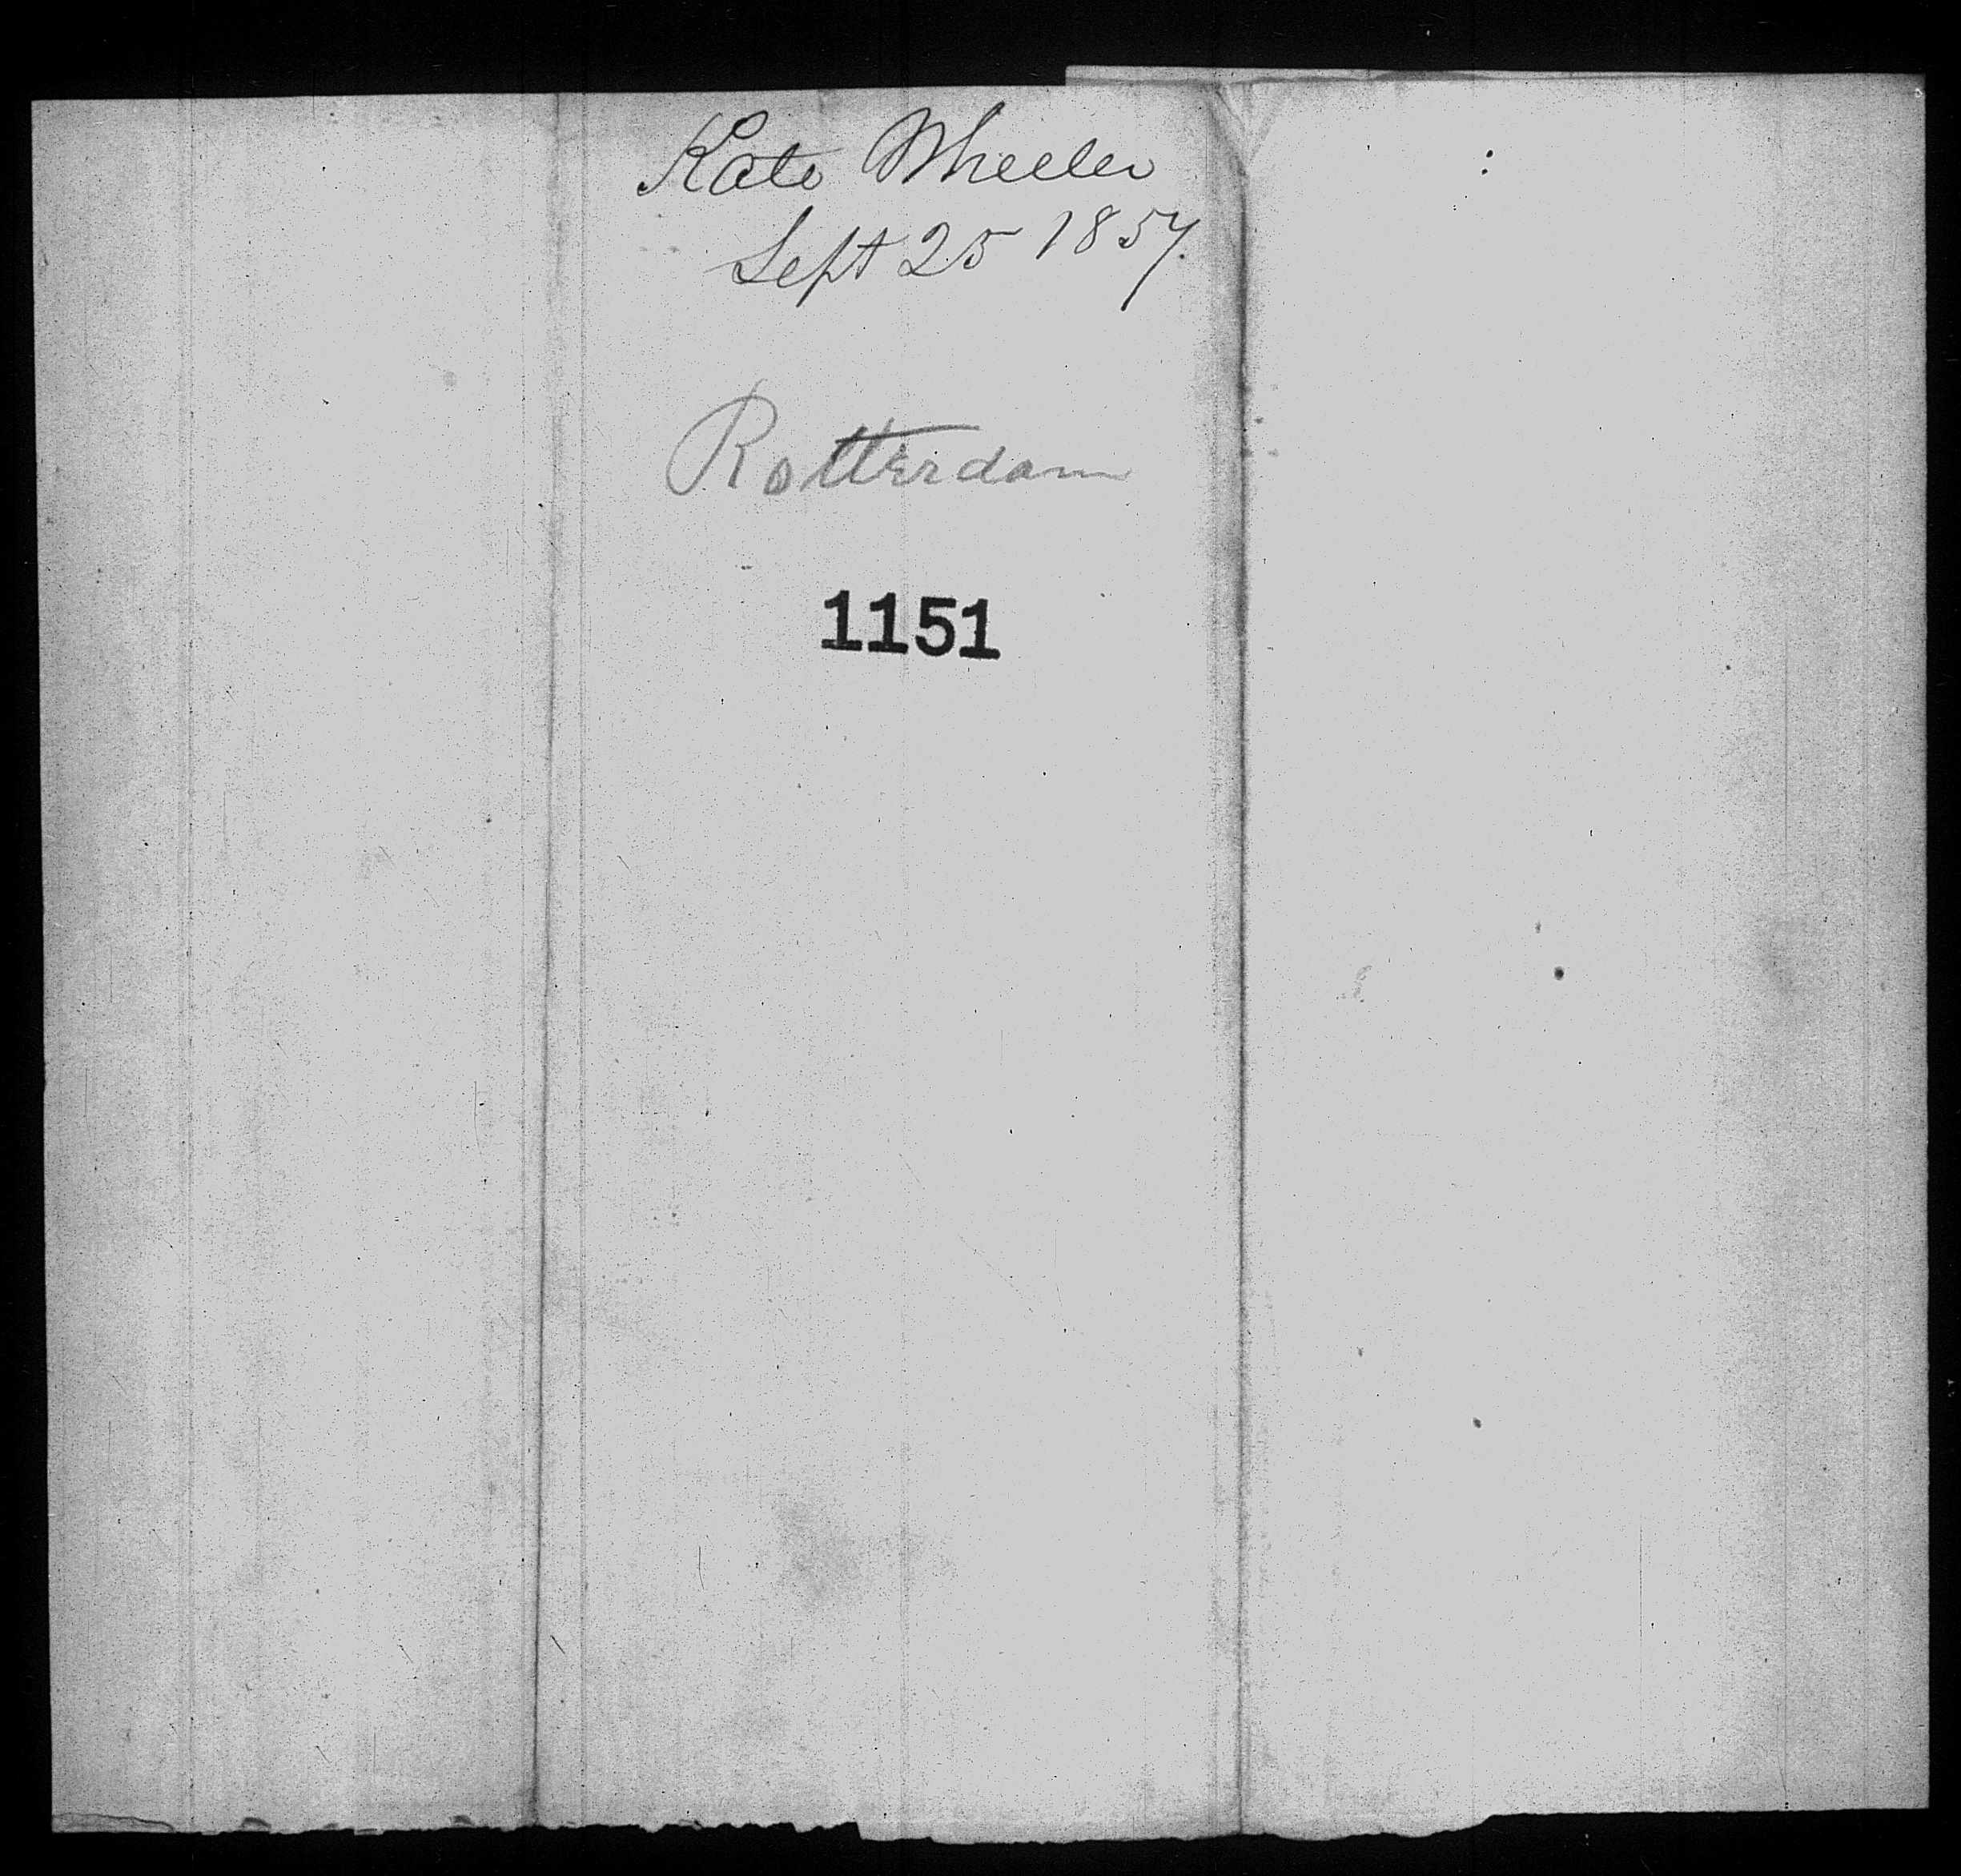 Kate Wheeler
Sept 25 1857.
Rotterdam
1151